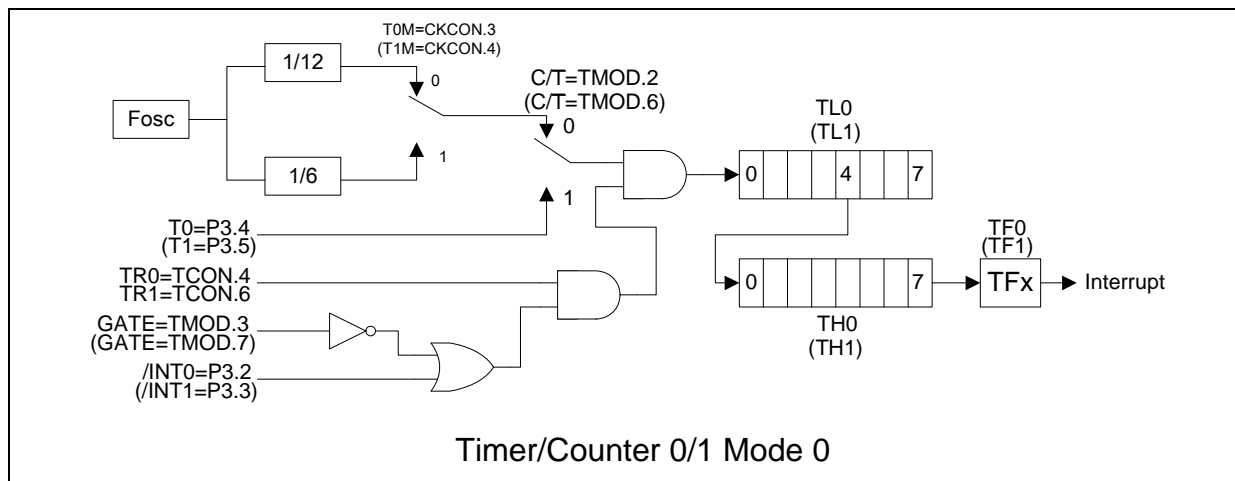 T0M=CKCON.3
(T1M=CKCON.4)
1/12
0
C/T=TMOD.2
(C/T=TMOD.6)
Fosc
0
TL0
(TL1)
1
0 4 7
1/6
1
T0=P3.4
(T1=P3.5)
TF0
(TF1)
TR0=TCON.4
TR1=TCON.6
0 7
TFx
Interrupt
GATE=TMOD.3
(GATE=TMOD.7)
TH0
(TH1)
/INT0=P3.2
(/INT1=P3.3)
Timer/Counter 0/1 Mode 0